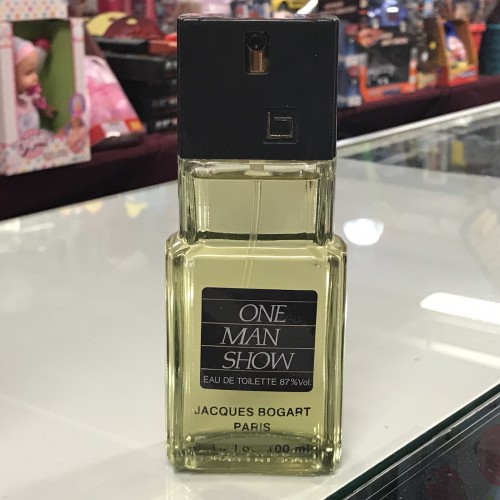 ONE
MAN
SHOW
EAU DE TOILETTE 87%Vol.
JACQUES BOGART
PARIS
100 ml